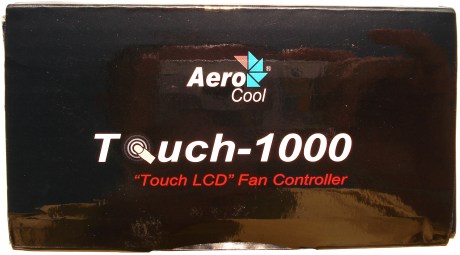 Aero®
Cool
Touch-1000
“Touch LCD” Fan Controller